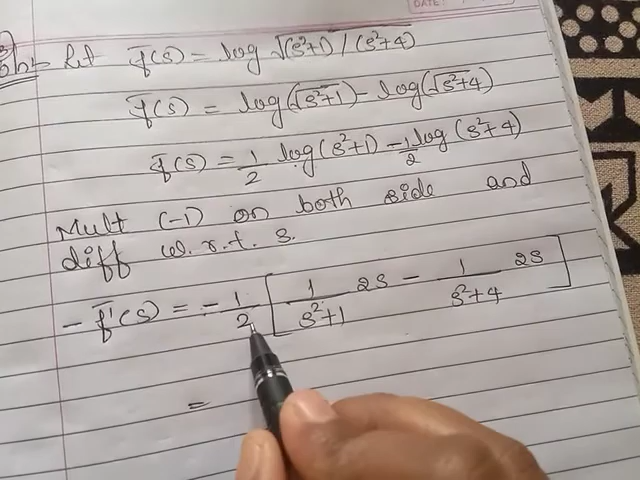 DATE:
Soln:- Let f̄(s) = log √(s²+1) / (s²+4)
f̄(s) = log(√s²+1) - log(√s²+4)
f̄(s) = 1/2 log(s²+1) - 1/2 log(s²+4)
Mult (-1) on both side and
diff w.r.t. s.
- f̄'(s) = - 1/2 [ 1/s²+1 2s - 1/s²+4 2s ]
=